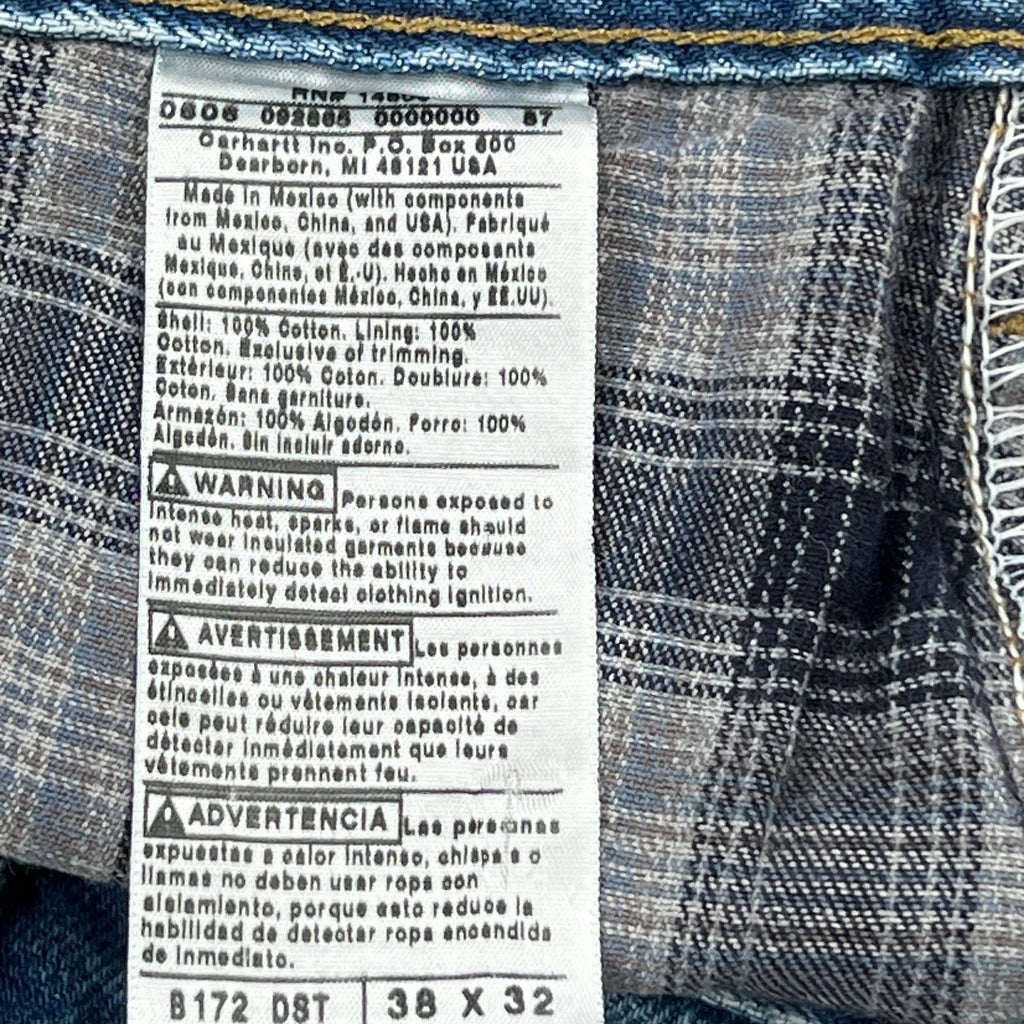 RN# 14806
0606 092885 0000000 87
Carhartt Inc. P.O. Box 600
Dearborn, MI 48121 USA
Made in Mexico (with components
from Mexico, China, and USA). Fabriqué
au Mexique (avec des composants
Mexique, Chine, et É.-U). Hecho en México
(con componentes México, China, y EE.UU).
Shell: 100% Cotton. Lining: 100%
Cotton. Exclusive of trimming.
Extérieur: 100% Coton. Doublure: 100%
Coton. Sans garniture.
Armazón: 100% Algodón. Forro: 100%
Algodón. Sin incluir adorno.
WARNING Persons exposed to
intense heat, sparks, or flame should
not wear insulated garments because
they can reduce the ability to
immediately detect clothing ignition.
AVERTISSEMENT Les personnes
exposées à une chaleur intense, à des
étincelles ou vêtements isolants, car
cela peut réduire leur capacité de
détecter immédiatement que leurs
vêtements prennent feu.
ADVERTENCIA Las personas
expuestas a calor intenso, chispa s o
llamas no deben usar ropa con
aislamiento, porque esto reduce la
habilidad de detectar ropa encendida
de inmediato.
B172 DST 38 X 32